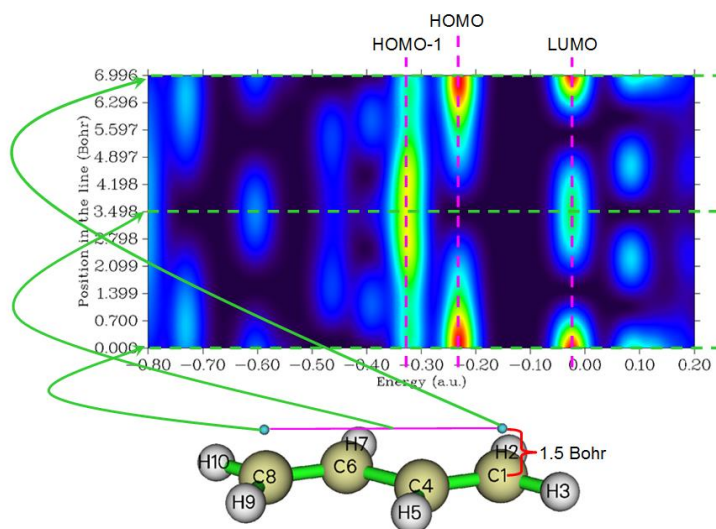 HOMO
HOMO-1
LUMO
6.996
6.296
5.597
4.897
4.198
3.498
2.798
2.099
1.399
0.700
0.000
Position in the line (Bohr)
-0.80 -0.70 -0.60 -0.50 -0.40 -0.30 -0.20 -0.10 0.00 0.10 0.20
Energy (a.u.)
1.5 Bohr
H7
H2
H10
C8
C6
C4
C1
H3
H9
H5